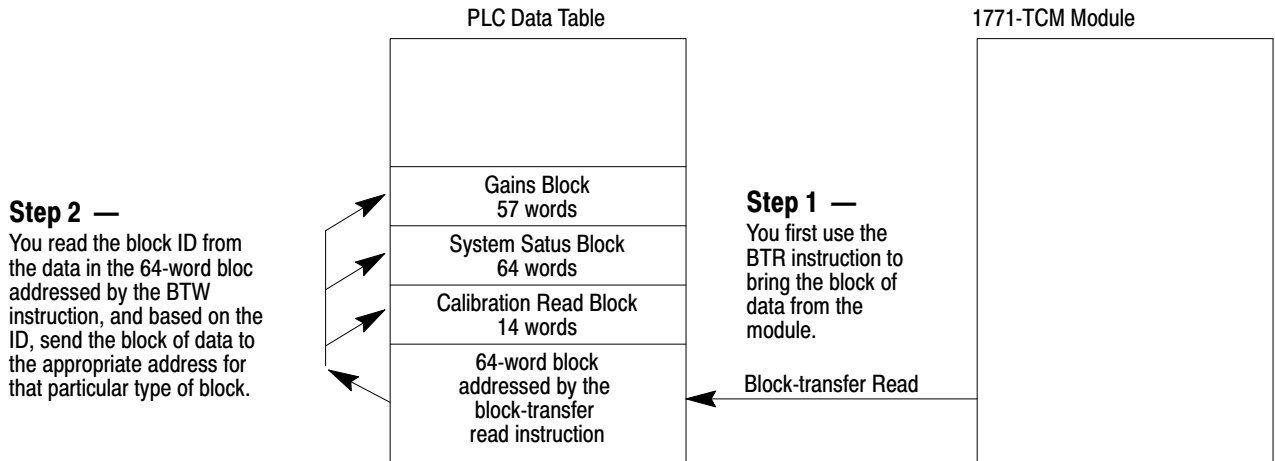 PLC Data Table
1771-TCM Module
Gains Block
57 words
System Satus Block
64 words
Calibration Read Block
14 words
64-word block
addressed by the
block-transfer
read instruction
Step 1 —
You first use the
BTR instruction to
bring the block of
data from the
module.
Block-transfer Read
Step 2 —
You read the block ID from
the data in the 64-word bloc
addressed by the BTW
instruction, and based on the
ID, send the block of data to
the appropriate address for
that particular type of block.